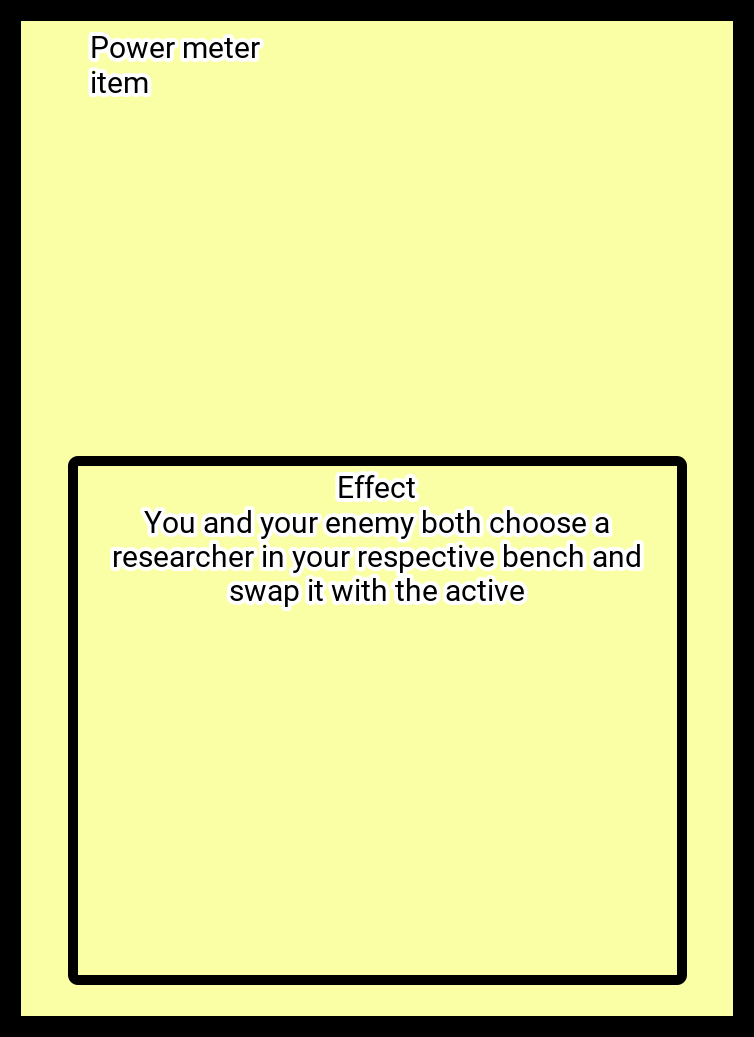 Power meter
item
Effect
You and your enemy both choose a
researcher in your respective bench and
swap it with the active